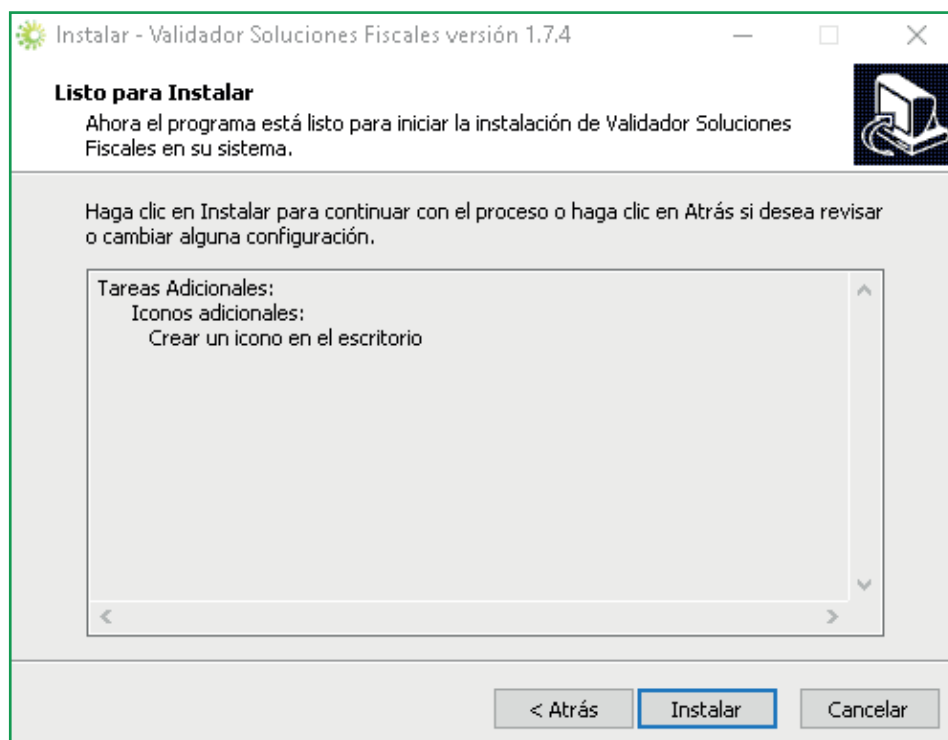 Instalar - Validador Soluciones Fiscales versión 1.7.4
Listo para Instalar
Ahora el programa está listo para iniciar la instalación de Validador Soluciones
Fiscales en su sistema.
Haga clic en Instalar para continuar con el proceso o haga clic en Atrás si desea revisar
o cambiar alguna configuración.
Tareas Adicionales:
Iconos adicionales:
Crear un icono en el escritorio
< Atrás
Instalar
Cancelar